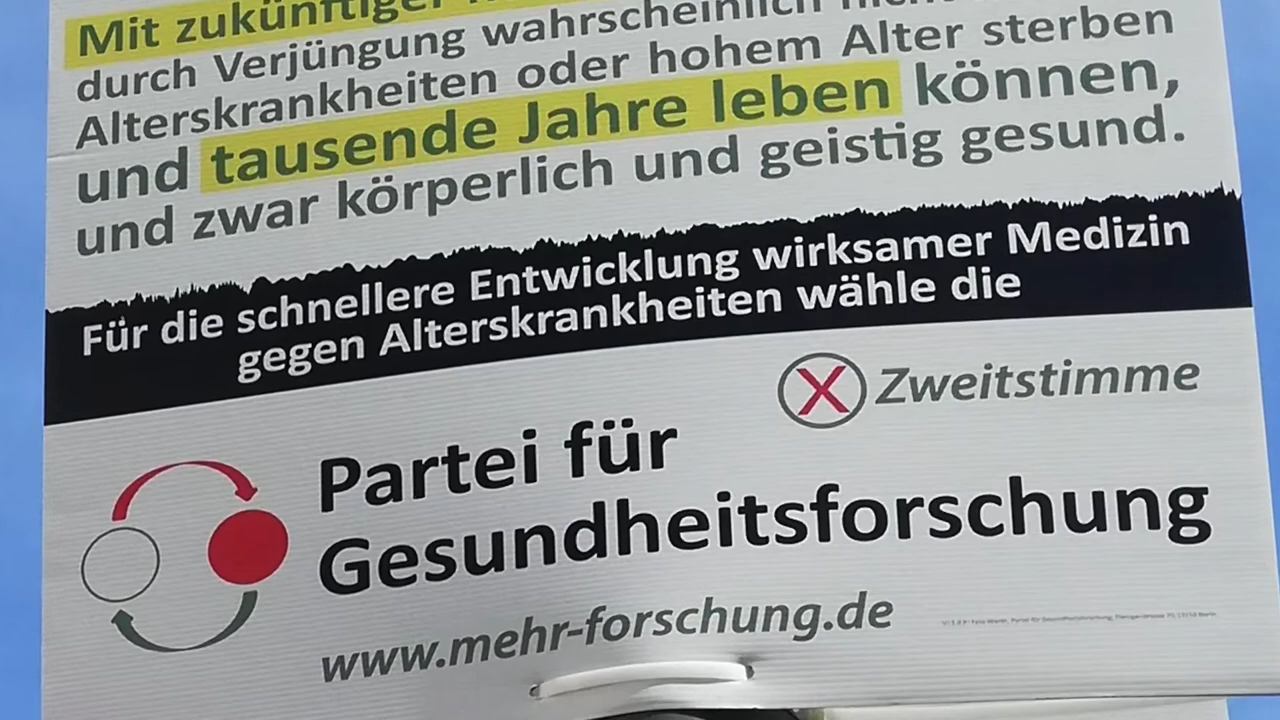 Mit zukünftiger
durch Verjüngung wahrscheinlich
Alterskrankheiten oder hohem Alter sterben
und tausende Jahre leben können,
und zwar körperlich und geistig gesund.
Für die schnellere Entwicklung wirksamer Medizin
gegen Alterskrankheiten wähle die
X Zweitstimme
Partei für
Gesundheitsforschung
www.mehr-forschung.de